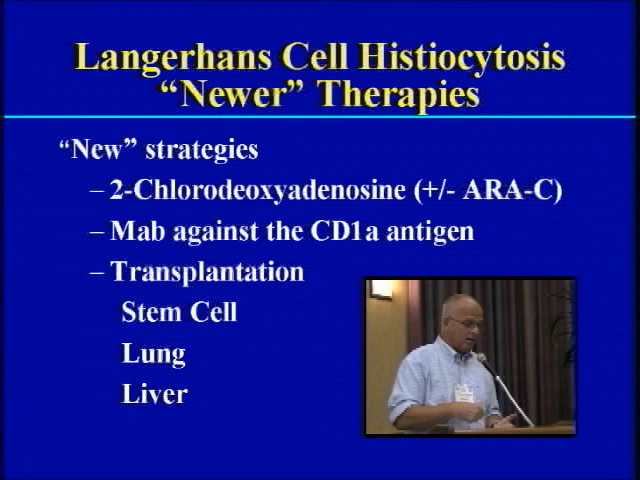 Langerhans Cell Histiocytosis
“Newer” Therapies
“New” strategies
– 2-Chlorodeoxyadenosine (+/- ARA-C)
– Mab against the CD1a antigen
– Transplantation
Stem Cell
Lung
Liver